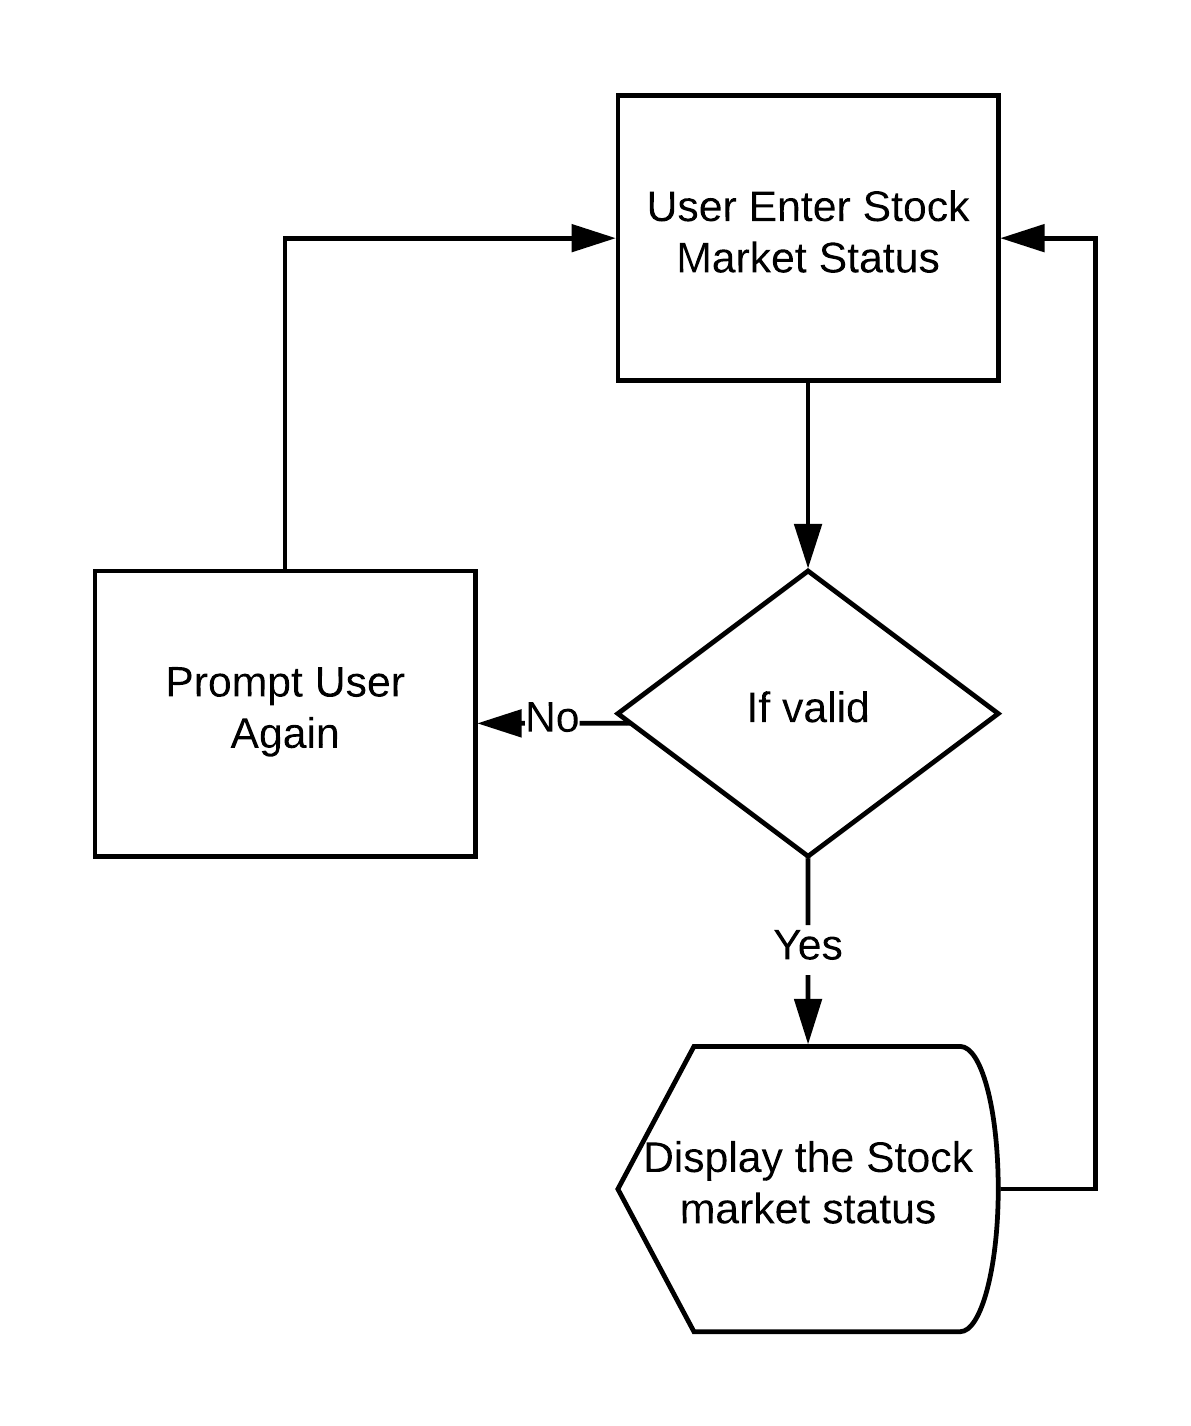 User Enter Stock
Market Status
Prompt User
Again
No
If valid
Yes
Display the Stock
market status